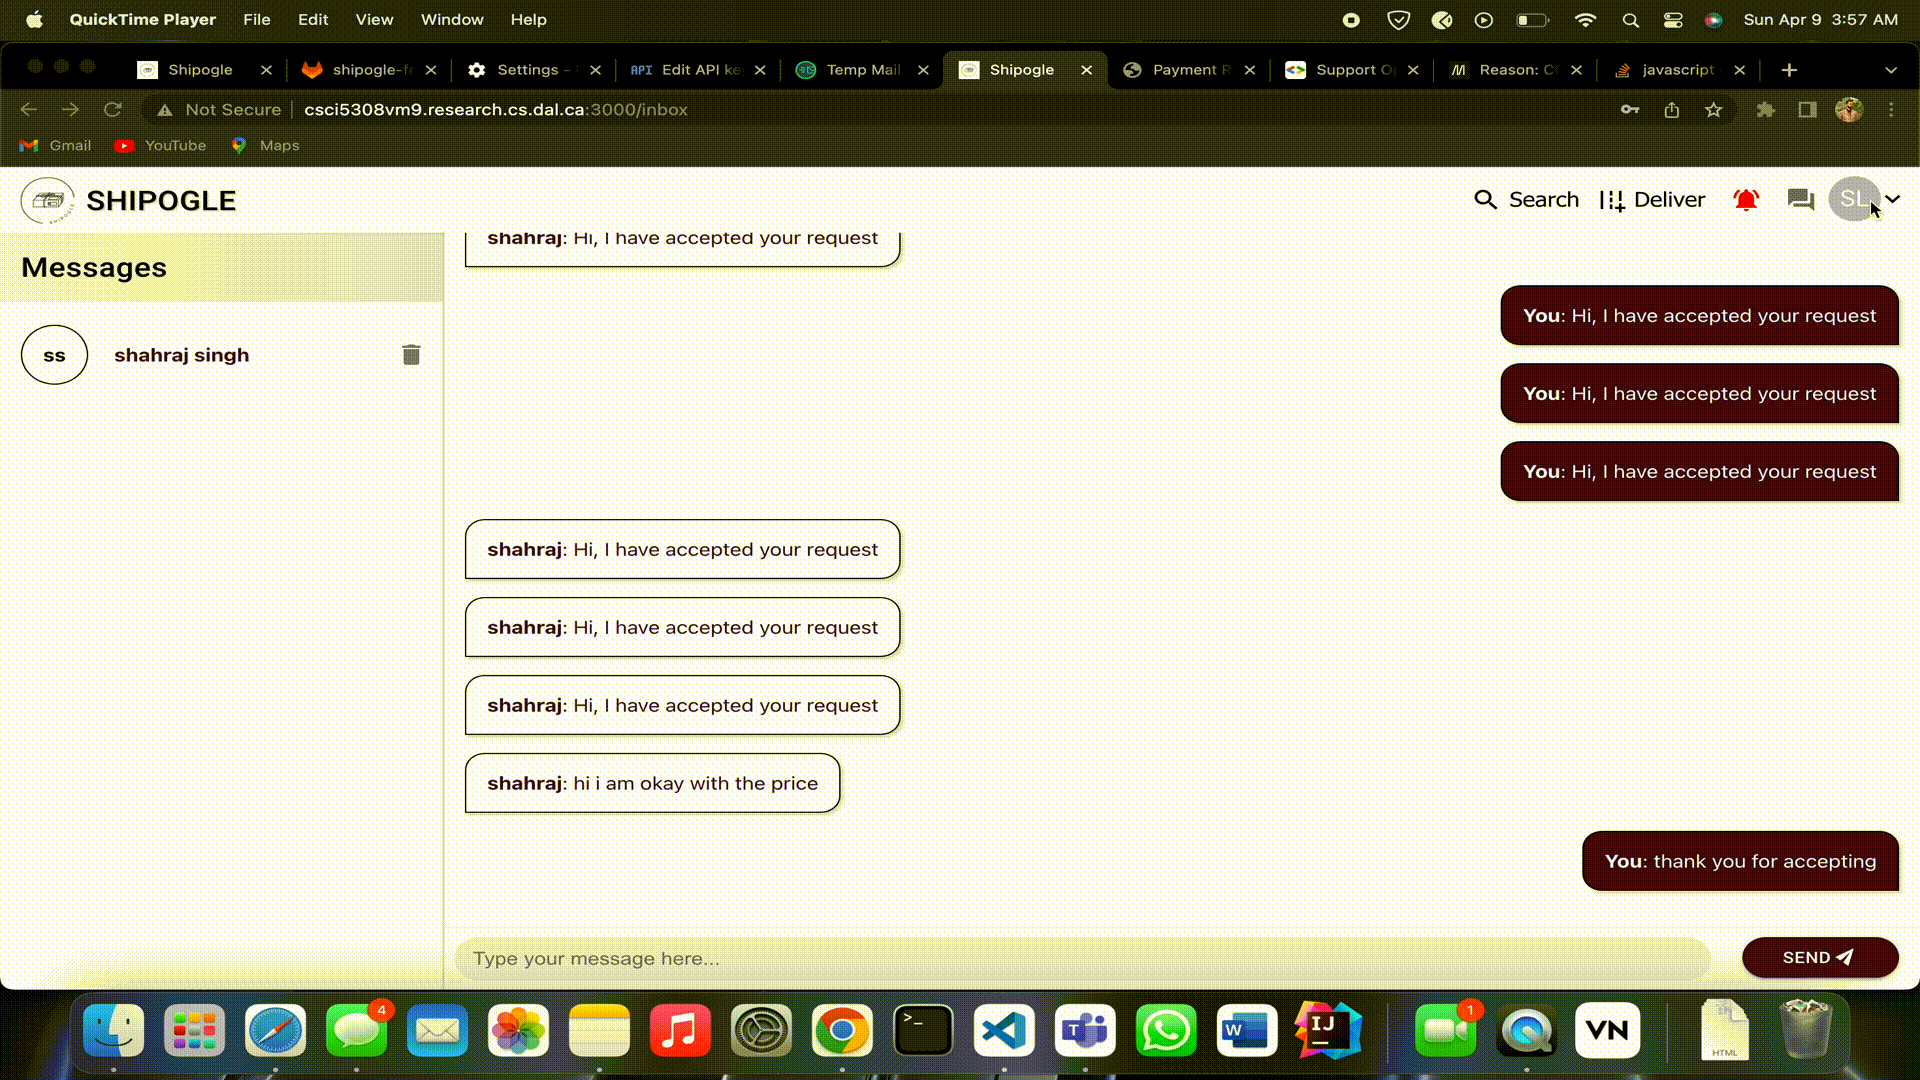 QuickTime Player File Edit View Window Help Sun Apr 9 3:57 AM
Shipogle shipogle-fr Settings - API Edit API ke Temp Mail Shipogle Payment P Support O Reason: C javascript
Not Secure csci5308vm9.research.cs.dal.ca:3000/inbox
Gmail YouTube Maps
SHIPOGLE Search Deliver SL
Messages
ss shahraj singh
shahraj: Hi, I have accepted your request
You: Hi, I have accepted your request
You: Hi, I have accepted your request
You: Hi, I have accepted your request
shahraj: Hi, I have accepted your request
shahraj: Hi, I have accepted your request
shahraj: Hi, I have accepted your request
shahraj: hi i am okay with the price
You: thank you for accepting
Type your message here... SEND
4 >_ T W IJ 1 VN HTML